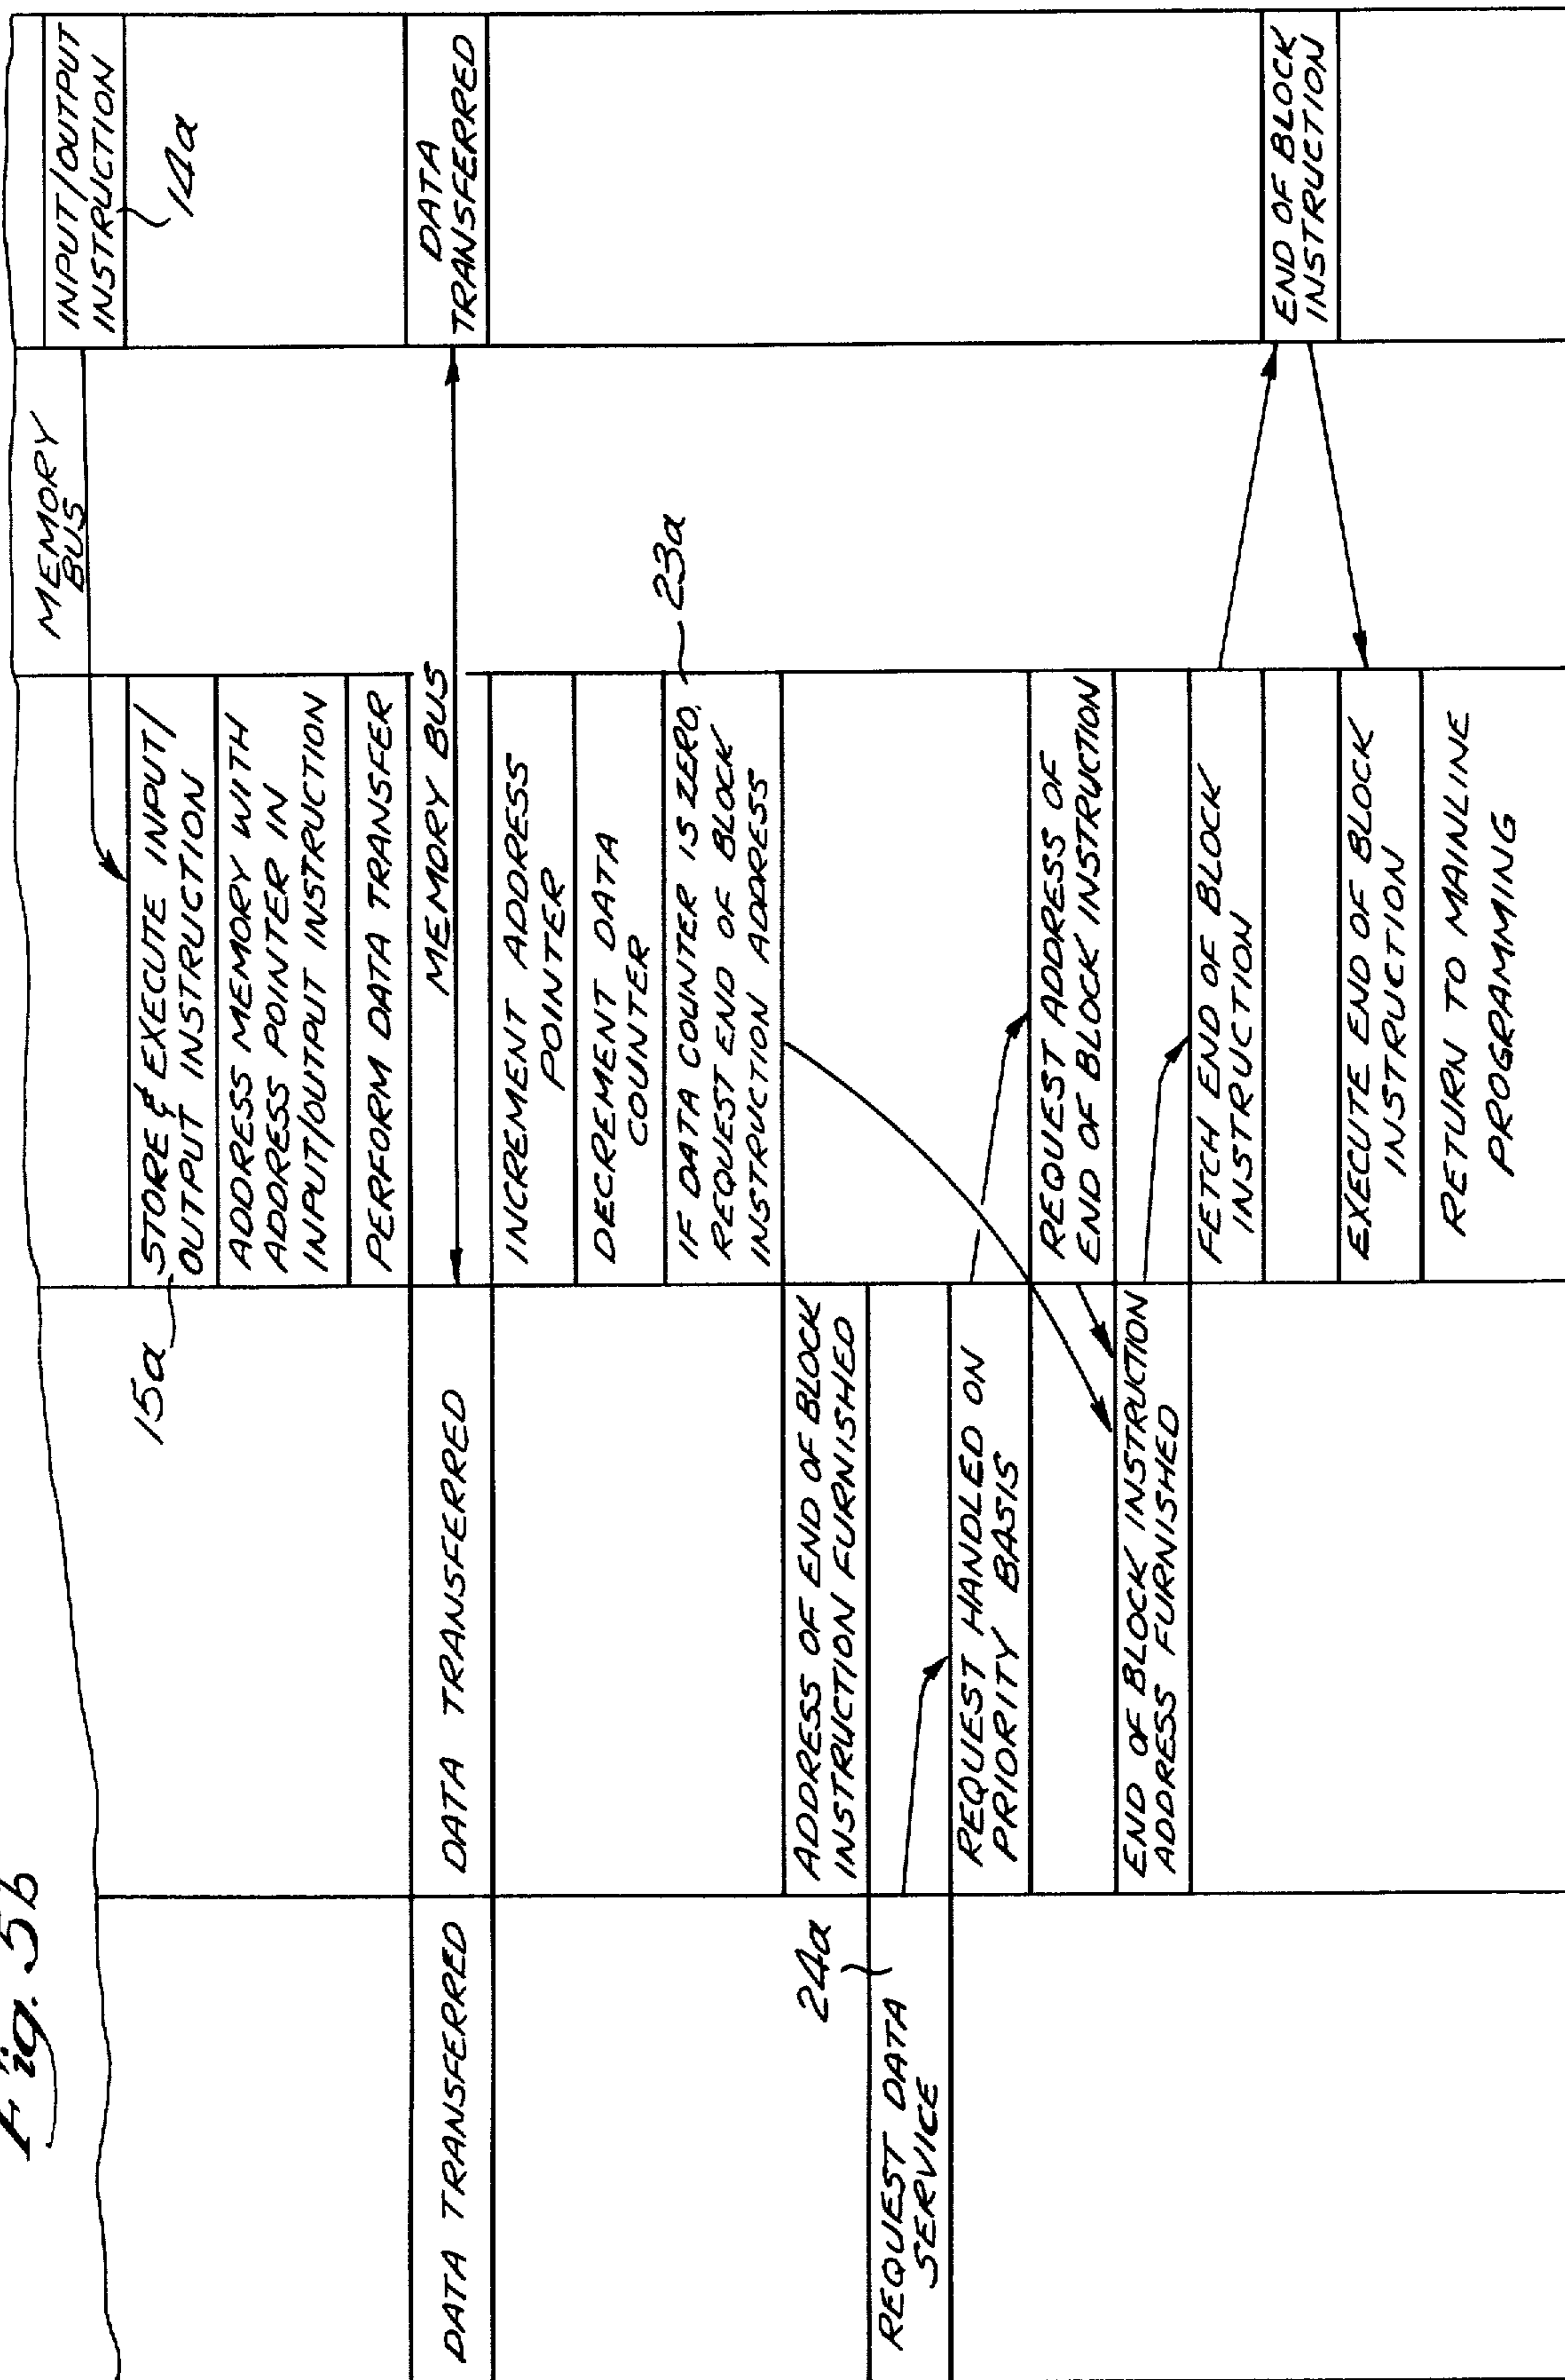 Fig. 5b
INPUT/OUTPUT
INSTRUCTION
14a
MEMORY
BUS
15a
STORE & EXECUTE INPUT/
OUTPUT INSTRUCTION
ADDRESS MEMORY WITH
ADDRESS POINTER IN
INPUT/OUTPUT INSTRUCTION
PERFORM DATA TRANSFER
DATA TRANSFERRED
DATA TRANSFERRED
MEMORY BUS
DATA
TRANSFERRED
INCREMENT ADDRESS
POINTER
DECREMENT DATA
COUNTER
IF DATA COUNTER IS ZERO,
REQUEST END OF BLOCK
INSTRUCTION ADDRESS
23a
ADDRESS OF END OF BLOCK
INSTRUCTION FURNISHED
24a
REQUEST DATA
SERVICE
REQUEST HANDLED ON
PRIORITY BASIS
REQUEST ADDRESS OF
END OF BLOCK INSTRUCTION
END OF BLOCK INSTRUCTION
ADDRESS FURNISHED
FETCH END OF BLOCK
INSTRUCTION
END OF BLOCK
INSTRUCTION
EXECUTE END OF BLOCK
INSTRUCTION
RETURN TO MAINLINE
PROGRAMMING